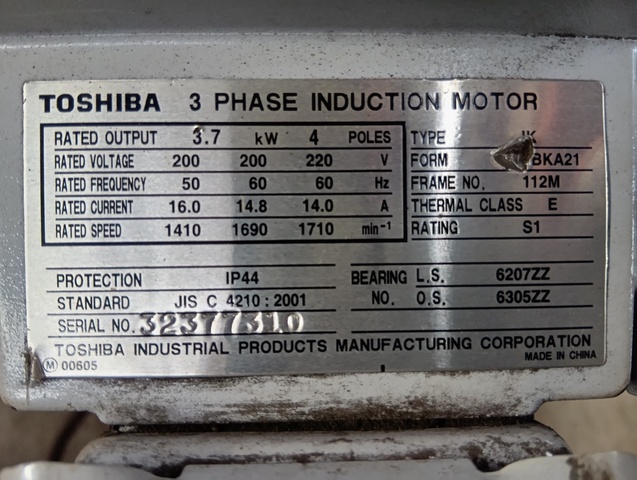 TOSHIBA 3 PHASE INDUCTION MOTOR
RATED OUTPUT 3.7 kW 4 POLES
RATED VOLTAGE 200 200 220 V
RATED FREQUENCY 50 60 60 Hz
RATED CURRENT 16.0 14.8 14.0 A
RATED SPEED 1410 1690 1710 min-1
TYPE IK
FORM BKA21
FRAME NO. 112M
THERMAL CLASS E
RATING S1
PROTECTION IP44
STANDARD JIS C 4210:2001
SERIAL NO. 32377310
BEARING L.S. 6207ZZ
NO. O.S. 6305ZZ
TOSHIBA INDUSTRIAL PRODUCTS MANUFACTURING CORPORATION
Ⓜ 00605
MADE IN CHINA